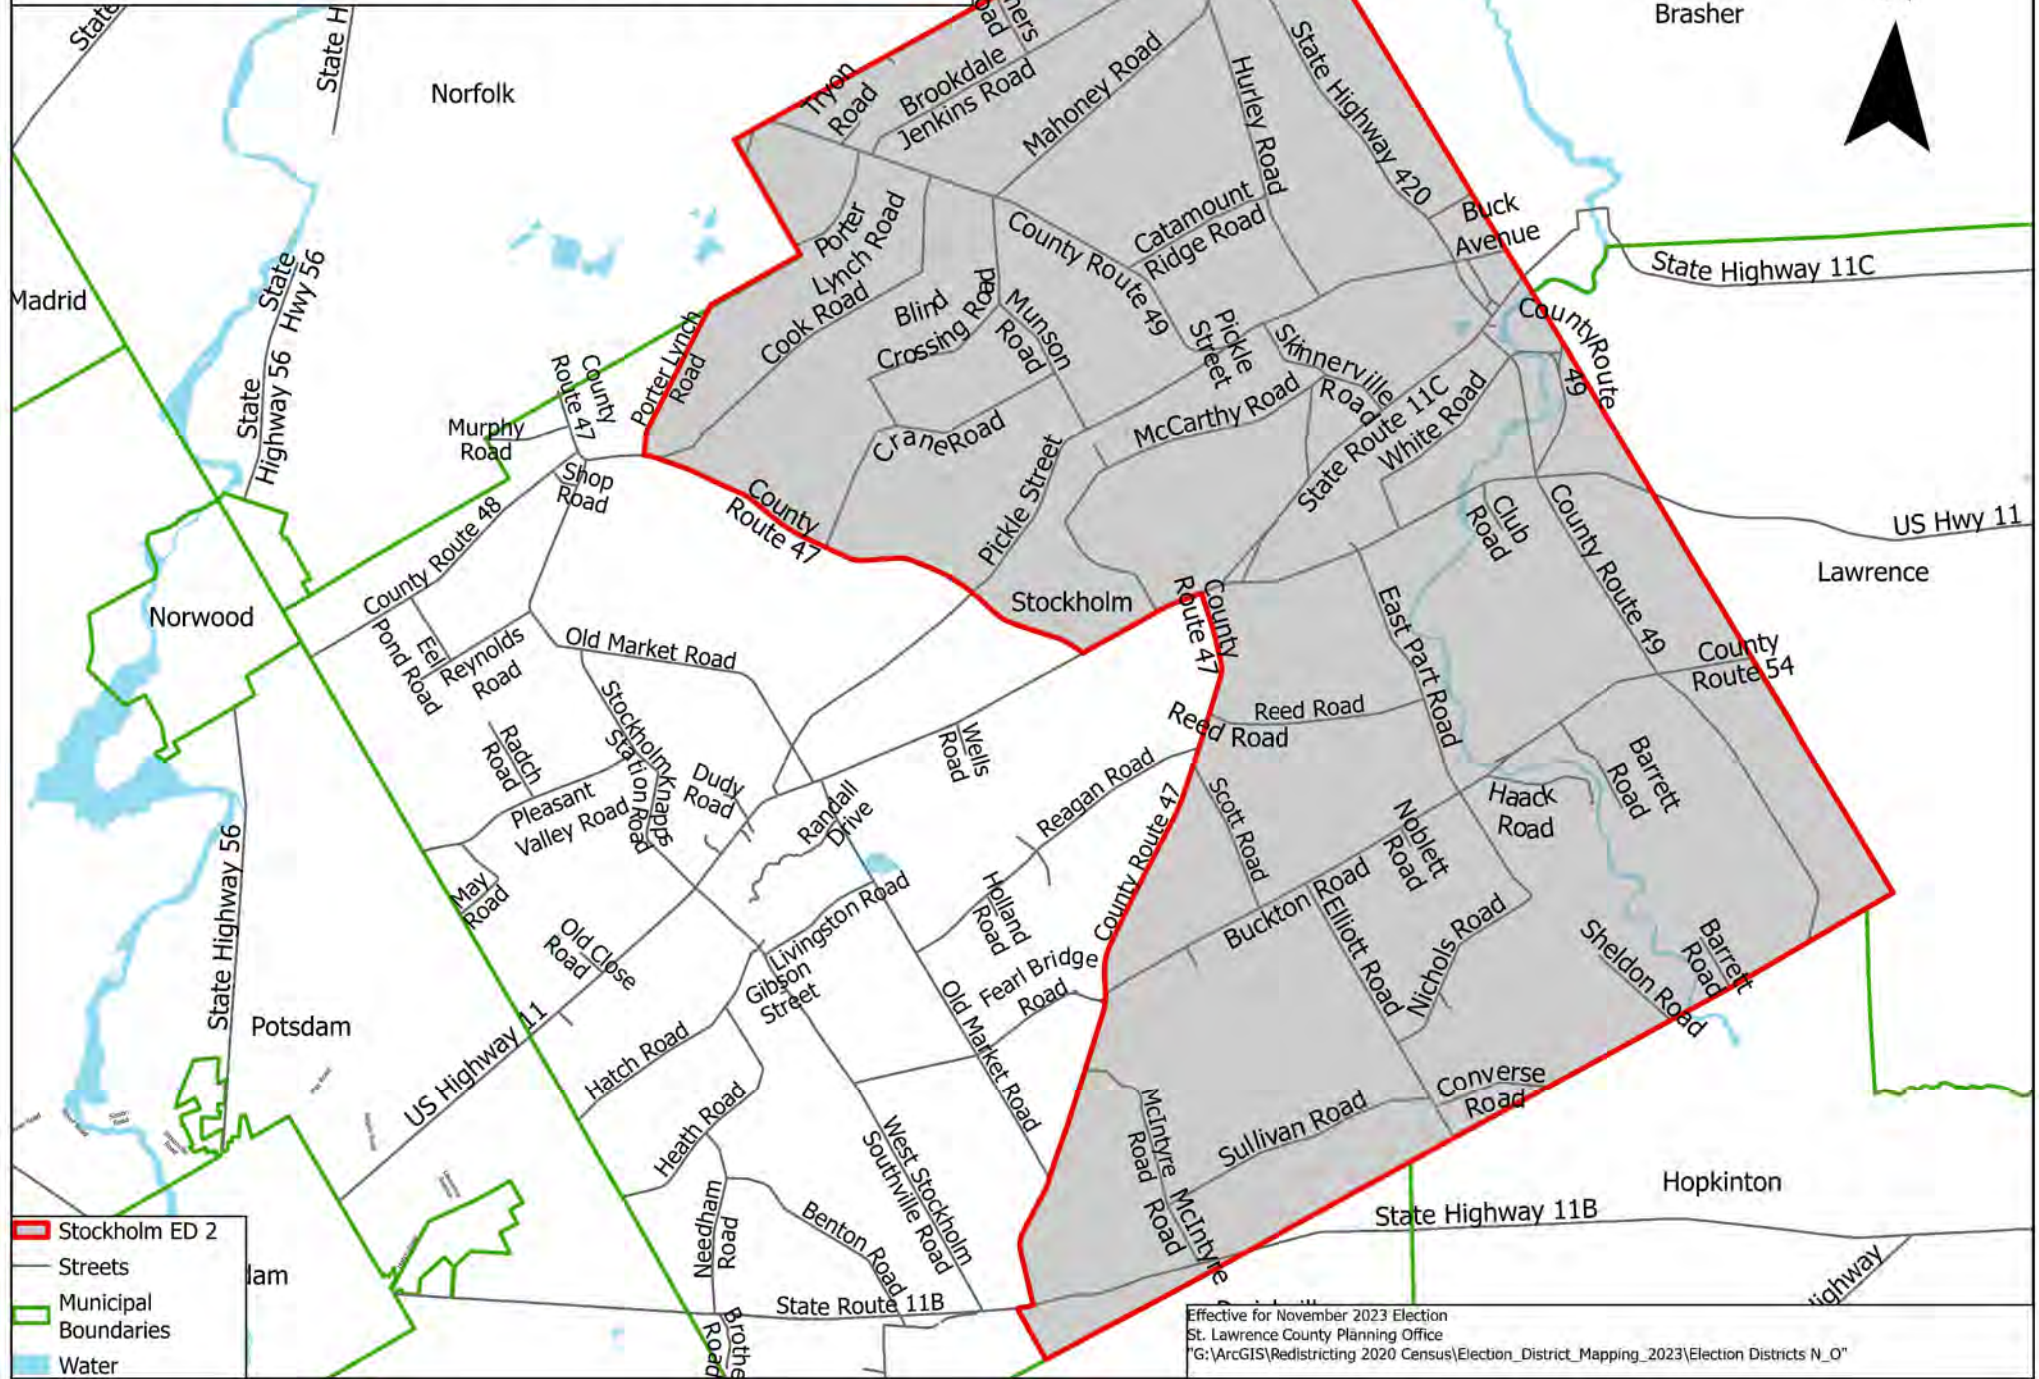 State
State H
Norfolk
Brasher
ners
oad
Tryon
Road
Brookdale
Jenkins Road
Mahoney Road
Hurley Road
State Highway 420
Buck
Avenue
State Highway 11C
Porter
Lynch Road
County Route 49
Catamount
Ridge Road
Madrid
State
Hwy 56
State
Highway 56
Cook Road
Blind
Crossing Road
Munson
Road
Pickle
Street
Skinnerville
Road
County Route
49
County
Route 47
Porter Lynch
Road
Murphy
Road
Shop
Road
Crane Road
McCarthy Road
State Route 11C
White Road
Pickle Street
County
Route 47
Club
Road
County Route 49
US Hwy 11
Lawrence
County Route 48
Norwood
Stockholm
County
Route 47
East Part Road
Eel
Pond Road
Reynolds
Road
Old Market Road
County
Route 54
Stockholm
Station Road
Radch
Road
Knapps
Dudy
Road
Wells
Road
Reed
Road
Reed Road
Pleasant
Valley Road
Randall
Drive
Reagan Road
County Route 47
Scott Road
Noblett
Road
Haack
Road
Barrett
Road
State Highway 56
May
Road
Old Close
Road
Livingston Road
Gibson
Street
Holland
Road
Fearl Bridge
Road
Buckton Road
Elliott Road
Nichols Road
Sheldon Road
Barrett
Road
Potsdam
US Highway 11
Hatch Road
Old Market Road
Heath Road
West Stockholm
Southville Road
McIntyre
Road
Sullivan Road
Converse
Road
Needham
Road
Benton Road
McIntyre
Road
State Highway 11B
Hopkinton
State Route 11B
Brothe
Road
ighway
dam
Stockholm ED 2
Streets
Municipal
Boundaries
Water
Effective for November 2023 Election
St. Lawrence County Planning Office
"G:\ArcGIS\Redistricting 2020 Census\Election_District_Mapping_2023\Election Districts N_O"